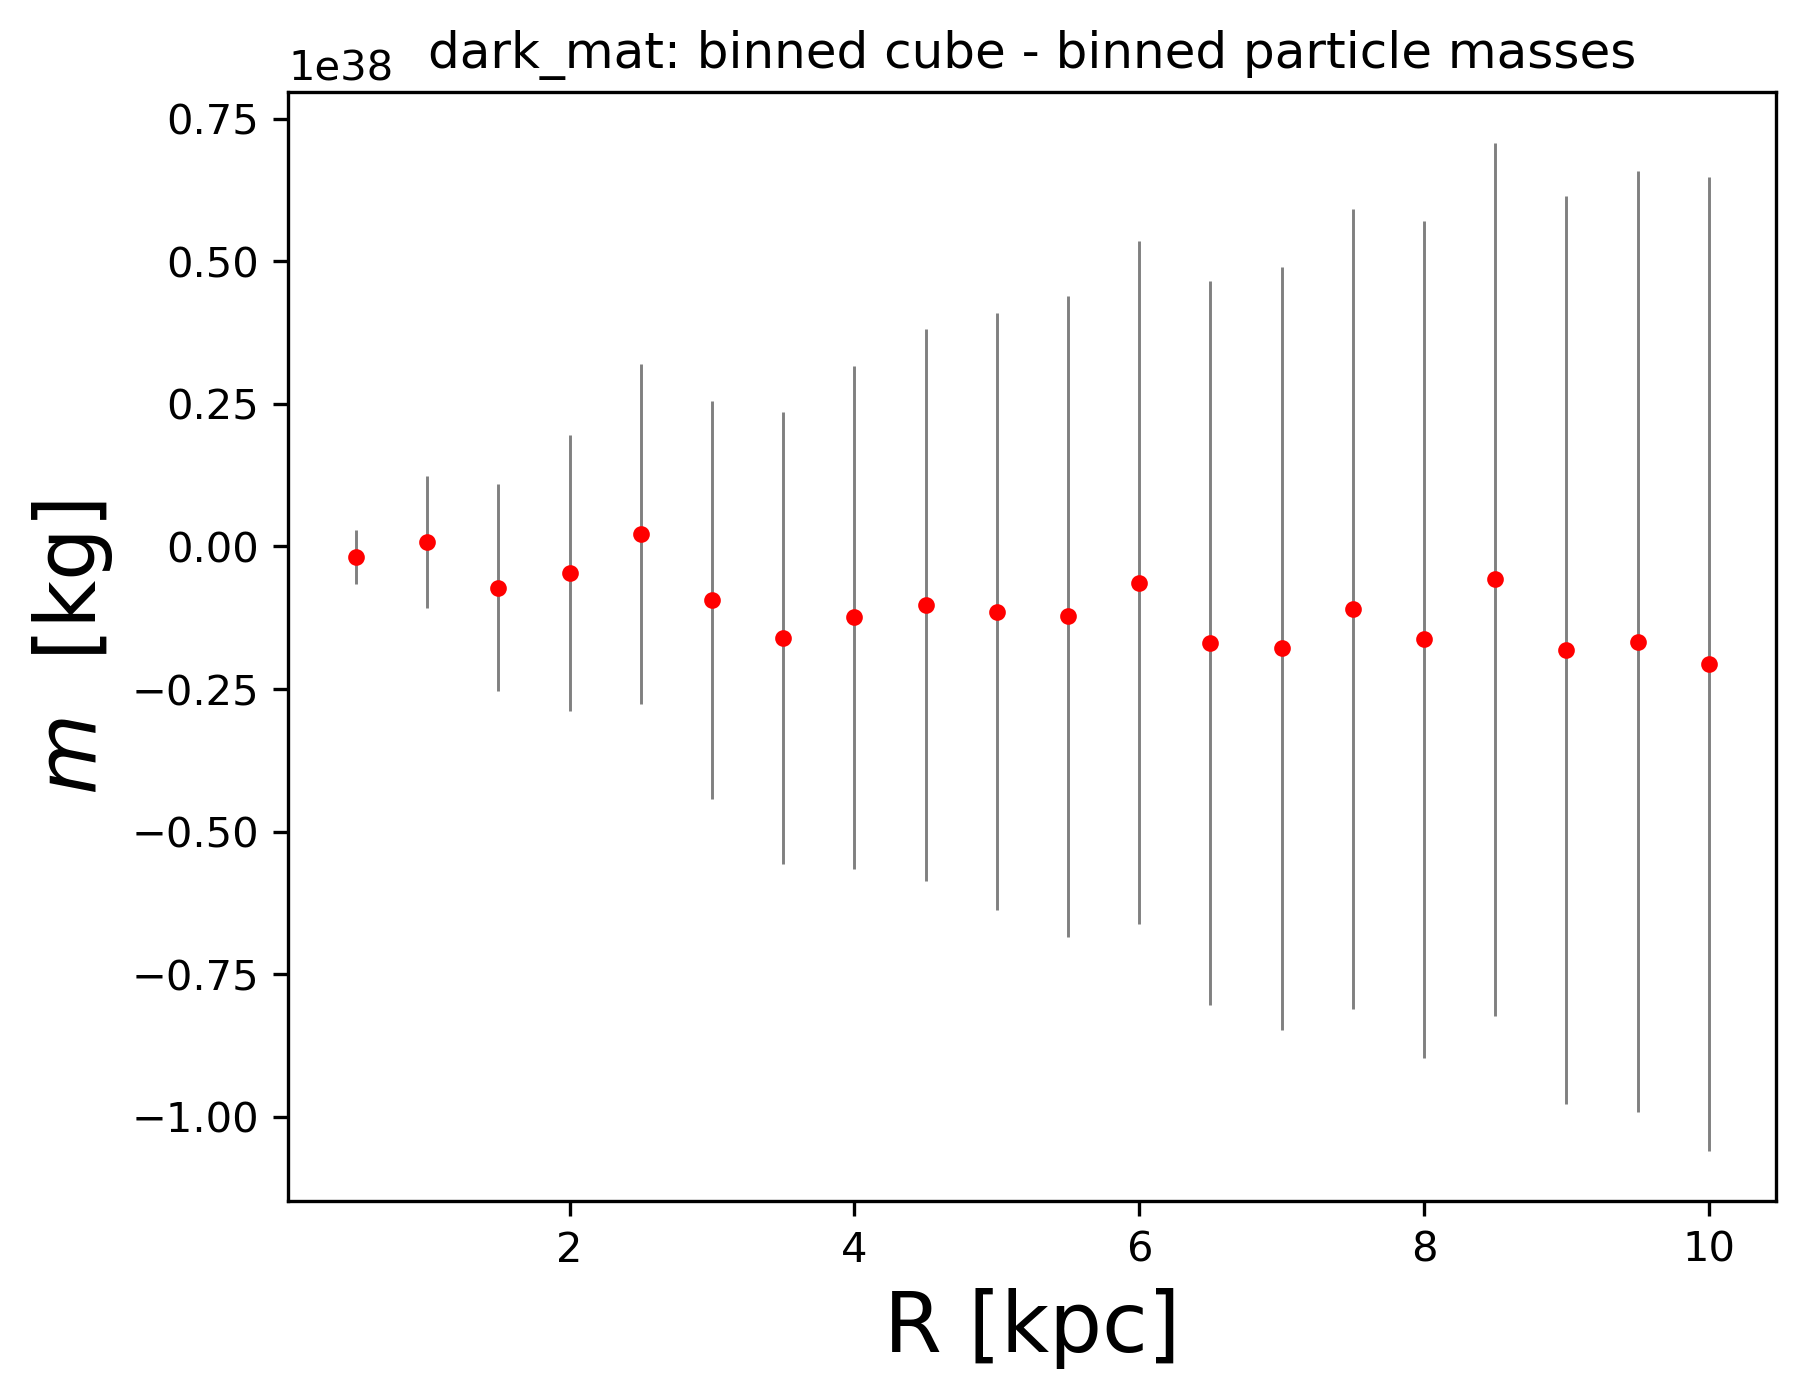 dark_mat: binned cube - binned particle masses
1e38
0.75
0.50
0.25
0.00
−0.25
−0.50
−0.75
−1.00
m [kg]
2 4 6 8 10
R [kpc]